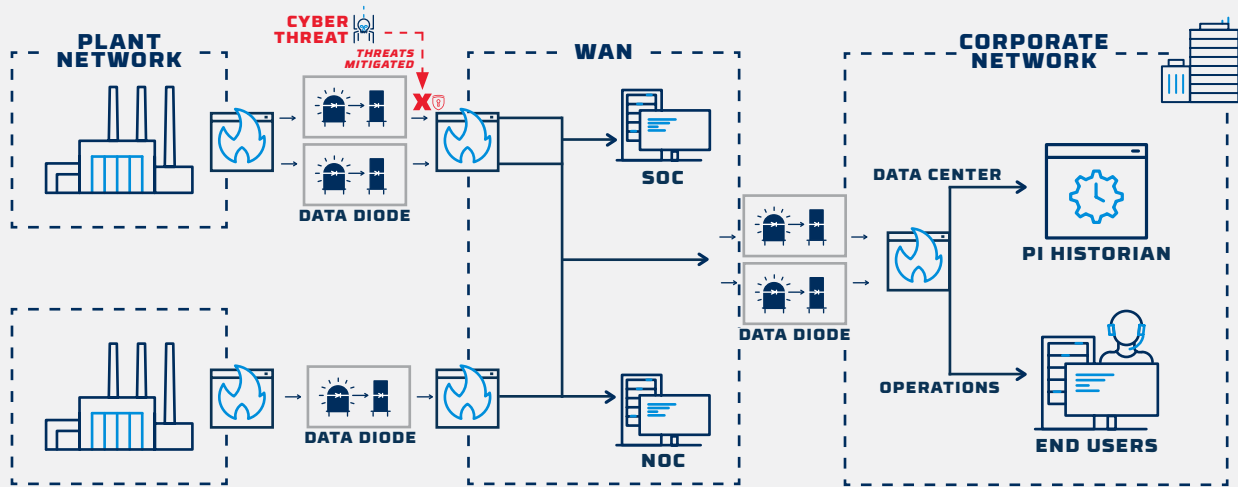 PLANT
NETWORK
CYBER
THREAT
THREATS
MITIGATED
WAN
CORPORATE
NETWORK
DATA DIODE
SOC
DATA CENTER
PI HISTORIAN
DATA DIODE
OPERATIONS
DATA DIODE
NOC
END USERS